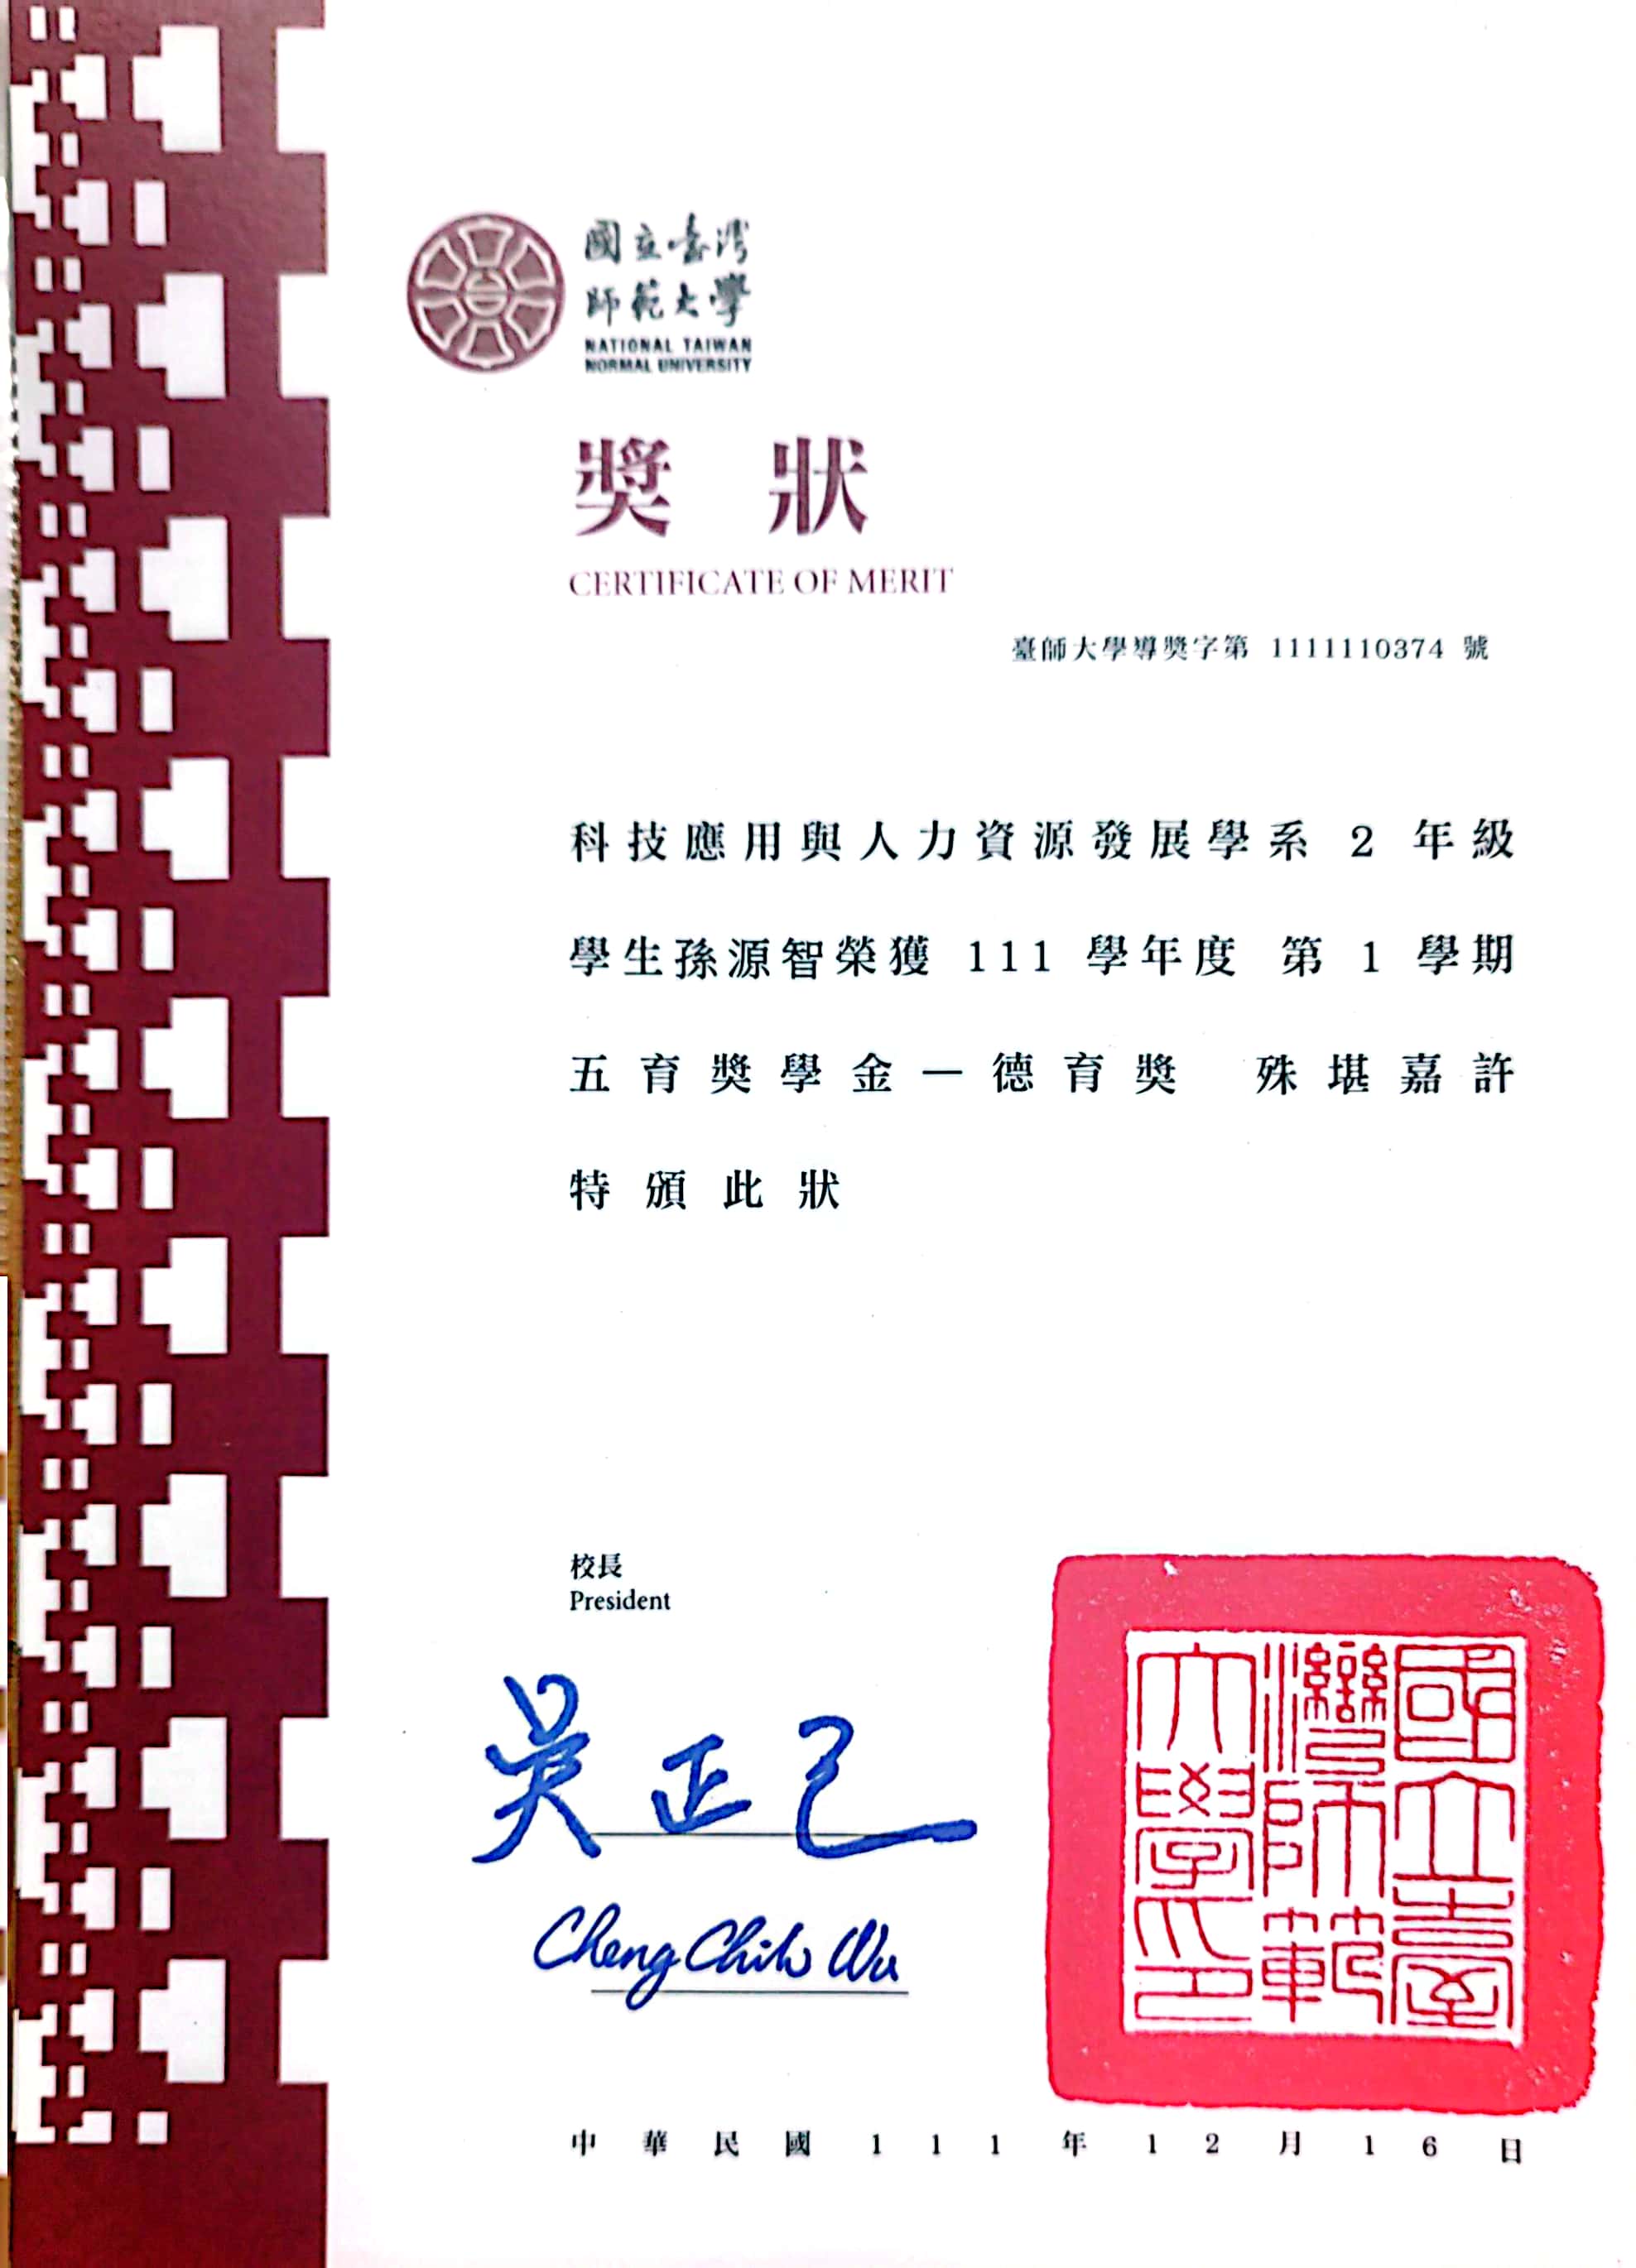 國立臺灣
師範大學
NATIONAL TAIWAN
NORMAL UNIVERSITY
獎狀
CERTIFICATE OF MERIT
臺師大學導獎字第 1111110374 號
科技應用與人力資源發展學系 2 年級
學生孫源智榮獲 111 學年度 第 1 學期
五育獎學金－德育獎 殊堪嘉許
特頒此狀
校長
President
吳正己
Cheng Chih Wu
國立臺
灣師範
大學印
中華民國111年12月16日